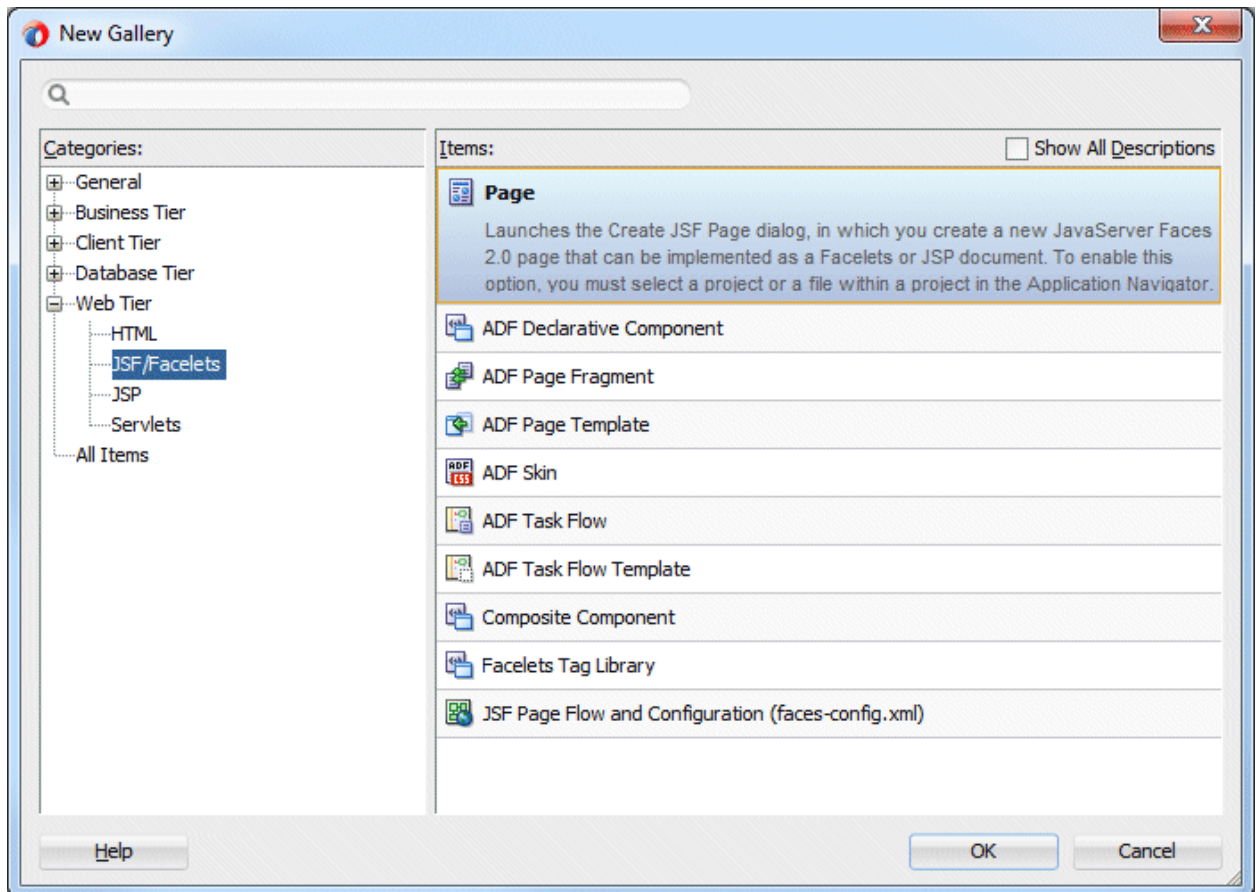 New Gallery
Categories:
General
Business Tier
Client Tier
Database Tier
Web Tier
HTML
JSF/Facelets
JSP
Servlets
All Items
Items:
Show All Descriptions
Page
Launches the Create JSF Page dialog, in which you create a new JavaServer Faces
2.0 page that can be implemented as a Facelets or JSP document. To enable this
option, you must select a project or a file within a project in the Application Navigator.
ADF Declarative Component
ADF Page Fragment
ADF Page Template
ADF CSS
ADF Skin
ADF Task Flow
ADF Task Flow Template
Composite Component
Facelets Tag Library
JSF Page Flow and Configuration (faces-config.xml)
Help
OK
Cancel